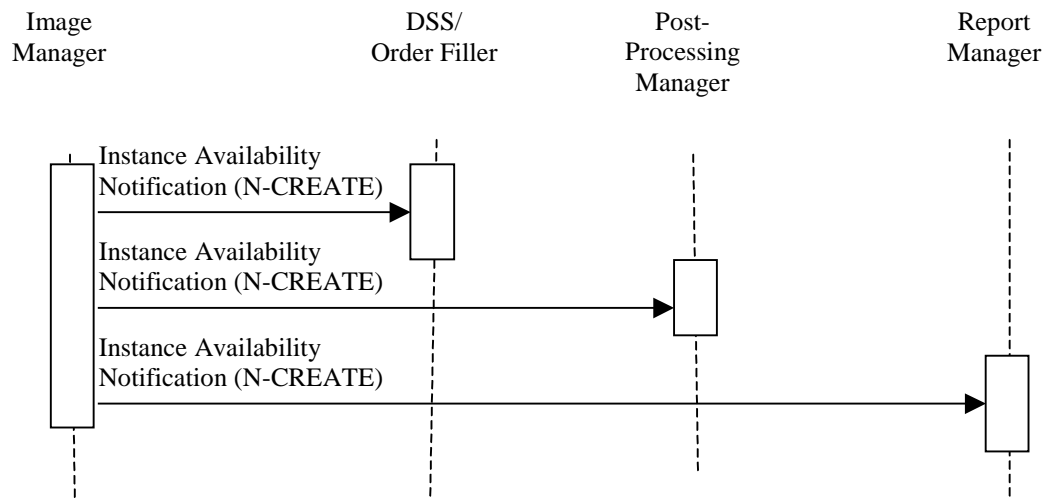 Image
Manager
DSS/
Order Filler
Post-
Processing
Manager
Report
Manager
Instance Availability
Notification (N-CREATE)
Instance Availability
Notification (N-CREATE)
Instance Availability
Notification (N-CREATE)